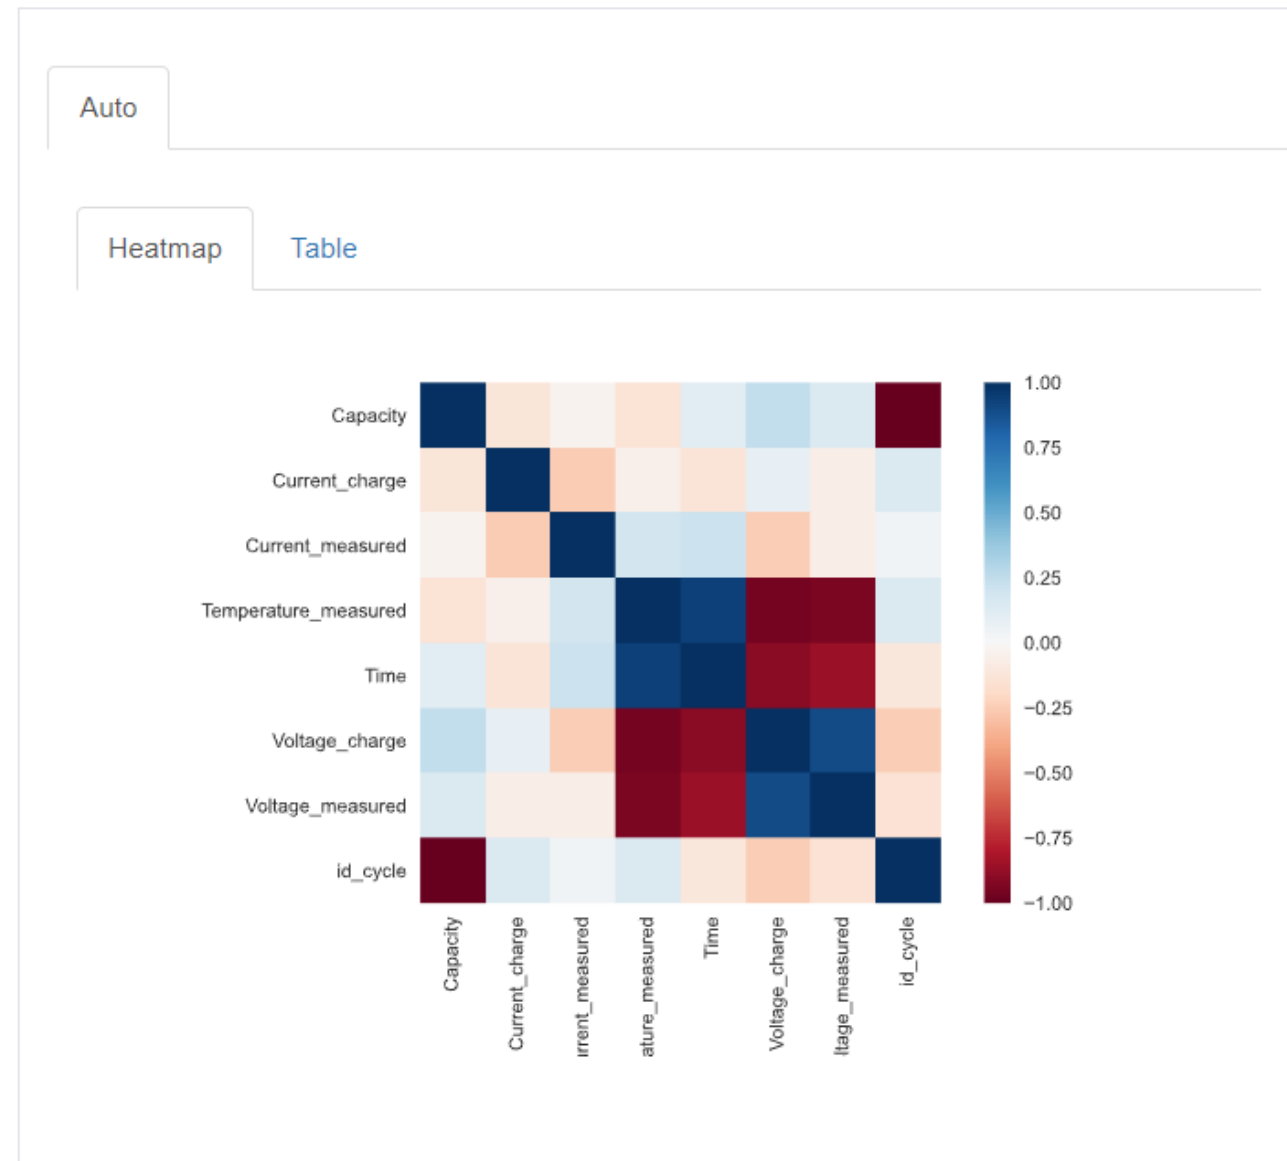 Auto
Heatmap
Table
Capacity
Current_charge
Current_measured
Temperature_measured
Time
Voltage_charge
Voltage_measured
id_cycle
1.00
0.75
0.50
0.25
0.00
−0.25
−0.50
−0.75
−1.00
Capacity
Current_charge
ırrent_measured
ature_measured
Time
Voltage_charge
ltage_measured
id_cycle